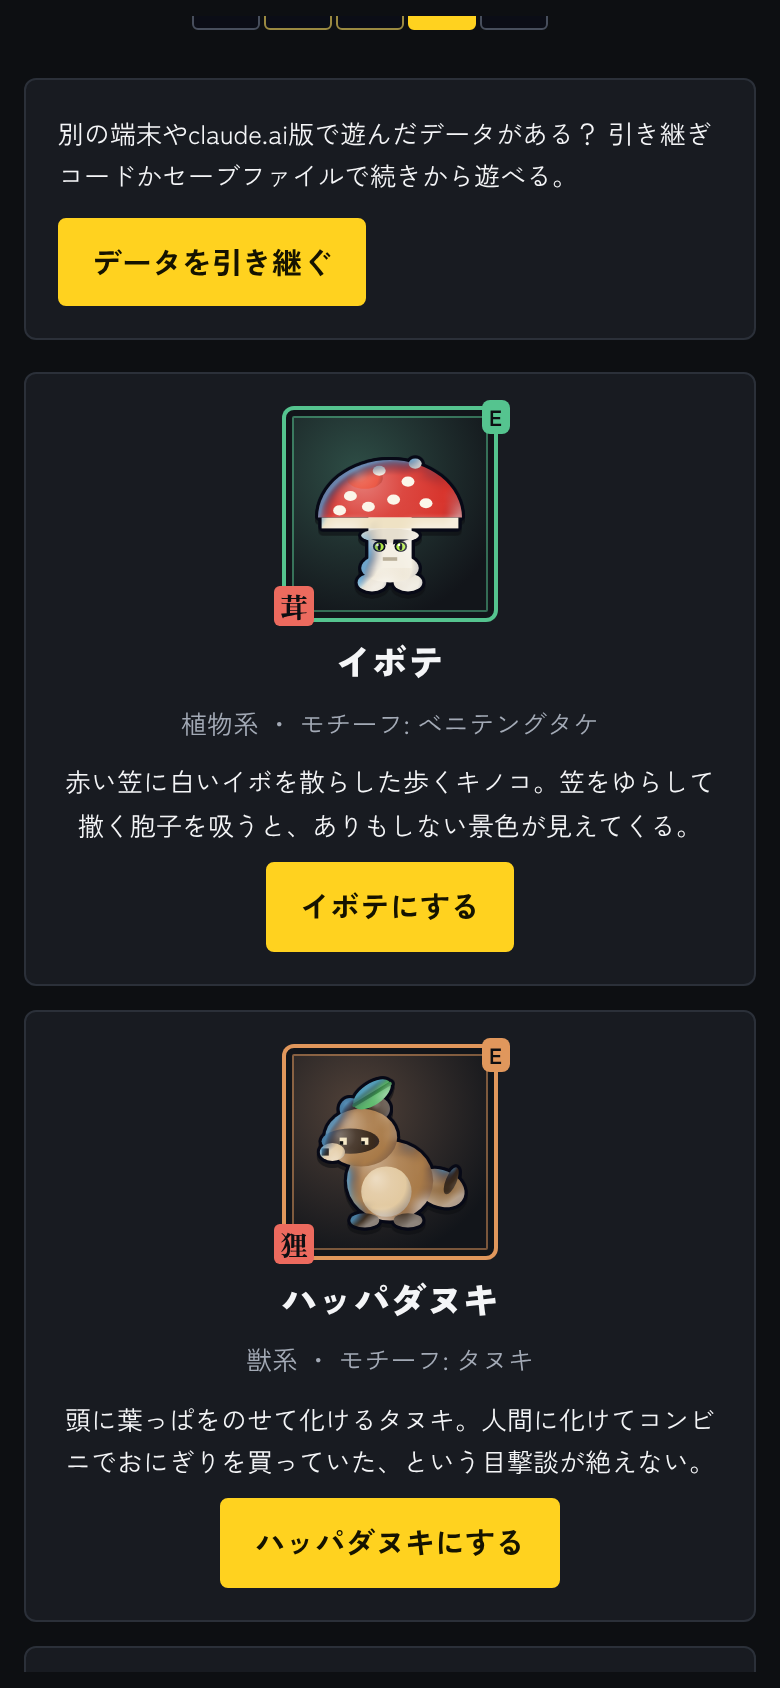 別の端末やclaude.ai版で遊んだデータがある？ 引き継ぎ
コードかセーブファイルで続きから遊べる。
データを引き継ぐ
E
茸
イボテ
植物系 ・ モチーフ: ベニテングタケ
赤い笠に白いイボを散らした歩くキノコ。笠をゆらして
撒く胞子を吸うと、ありもしない景色が見えてくる。
イボテにする
E
狸
ハッパダヌキ
獣系 ・ モチーフ: タヌキ
頭に葉っぱをのせて化けるタヌキ。人間に化けてコンビ
ニでおにぎりを買っていた、という目撃談が絶えない。
ハッパダヌキにする